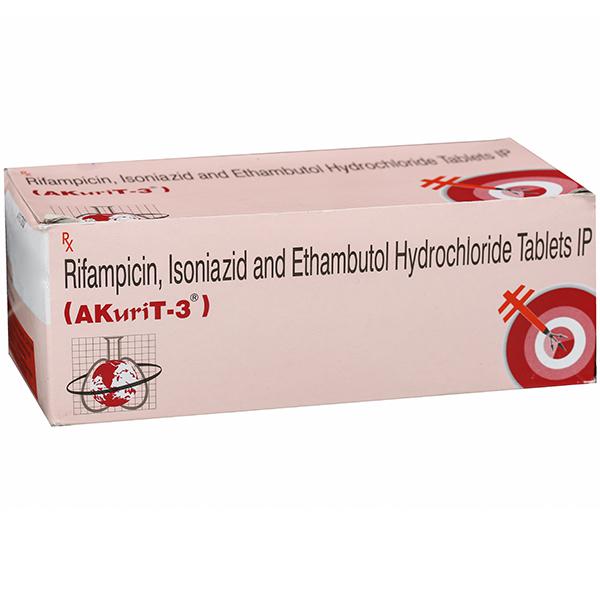 Rx
Rifampicin, Isoniazid and Ethambutol Hydrochloride Tablets IP
(AKuriT-3®)
Rx
Rifampicin, Isoniazid and Ethambutol Hydrochloride Tablets IP
(AKuriT-3®)